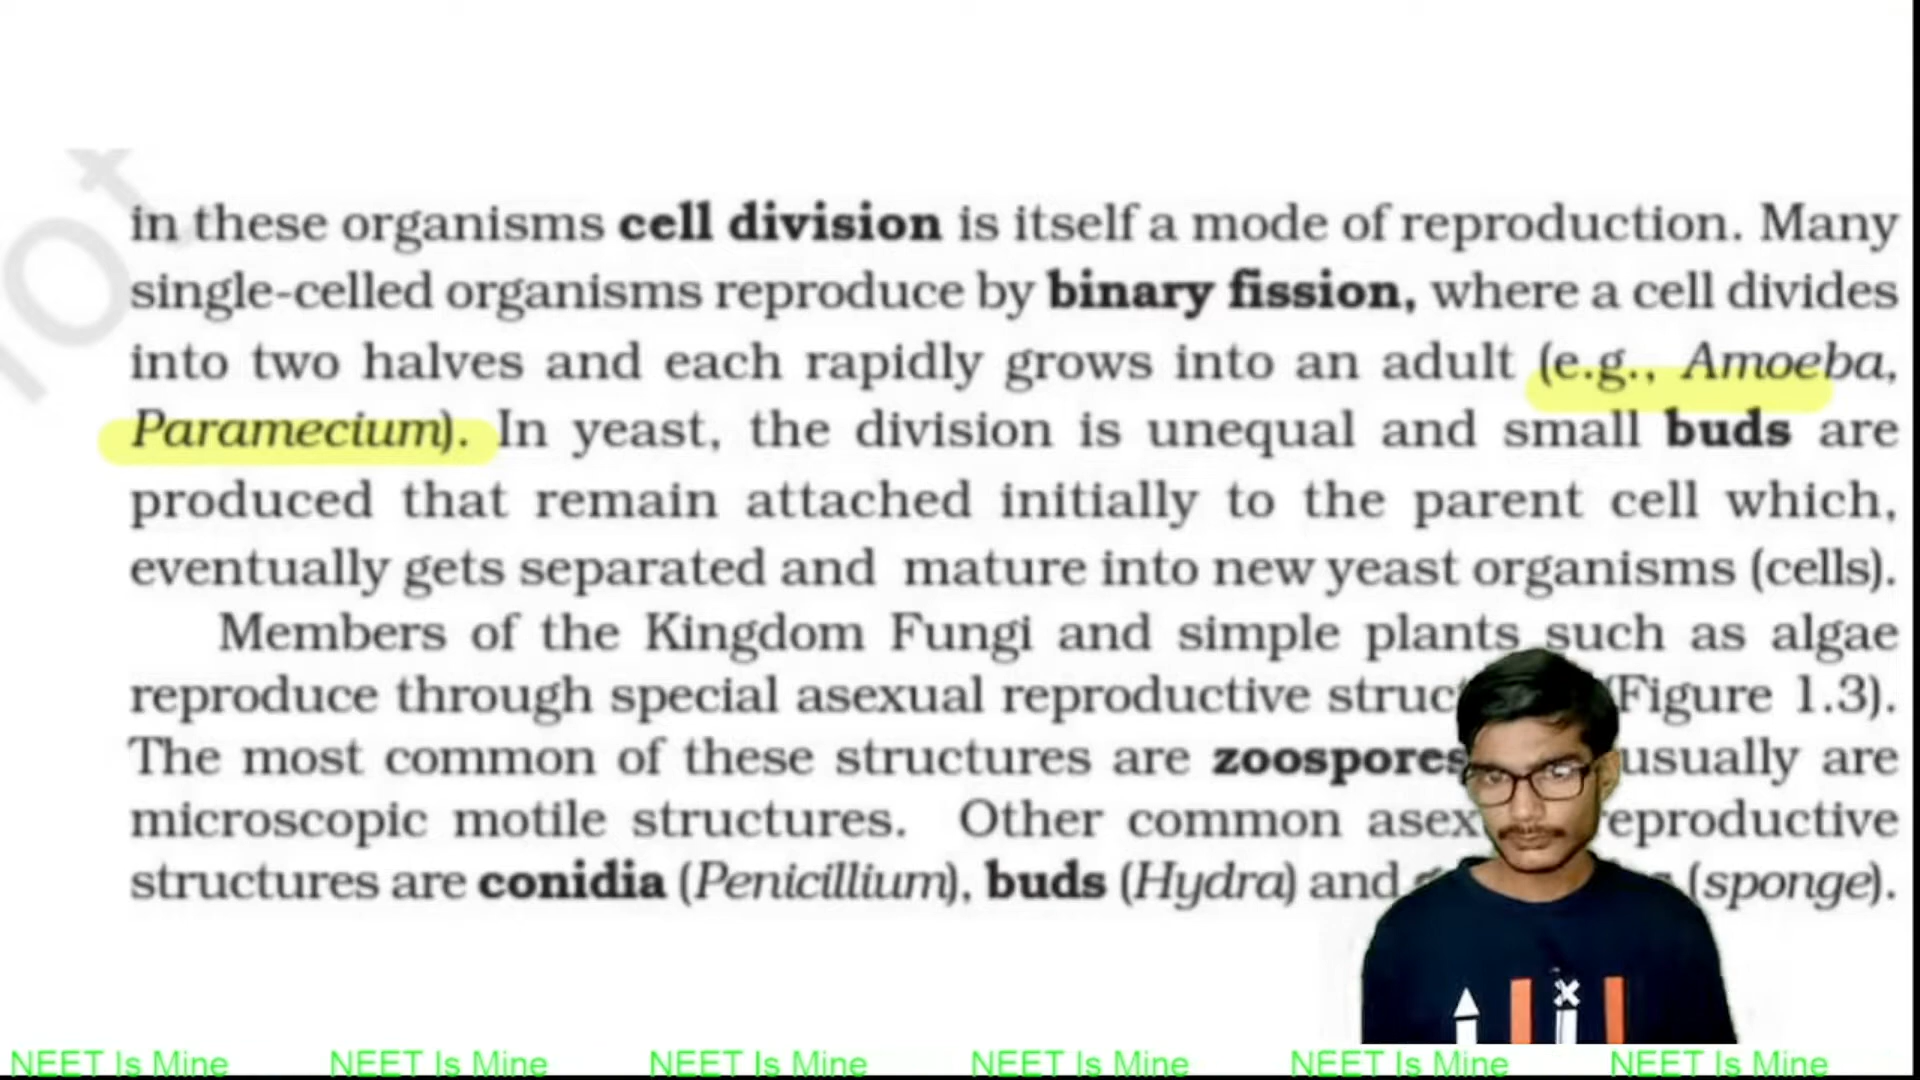 not
in these organisms cell division is itself a mode of reproduction. Many
single-celled organisms reproduce by binary fission, where a cell divides
into two halves and each rapidly grows into an adult (e.g., Amoeba,
Paramecium). In yeast, the division is unequal and small buds are
produced that remain attached initially to the parent cell which,
eventually gets separated and mature into new yeast organisms (cells).
Members of the Kingdom Fungi and simple plants such as algae
reproduce through special asexual reproductive (Figure 1.3).
The most common of these structures are zoospores usually are
microscopic motile structures. Other common
structures are conidia (Penicillium), buds (Hydra) and (sponge).
NEET Is Mine NEET Is Mine NEET Is Mine NEET Is Mine NEET Is Mine NEET Is Mine